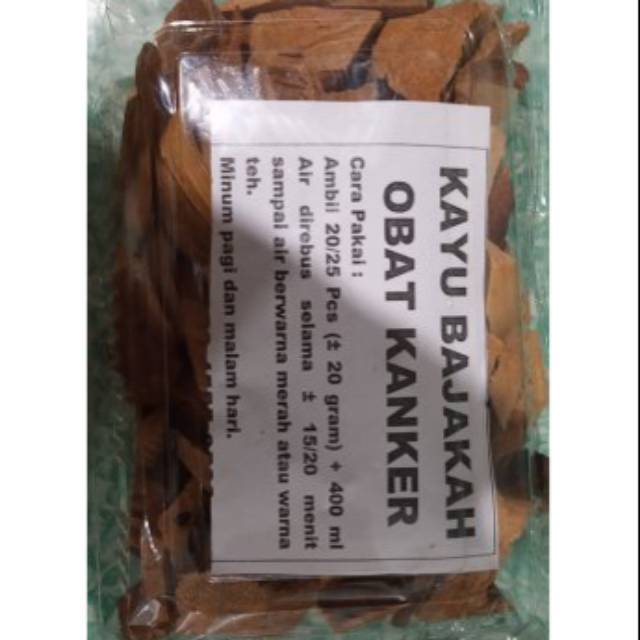 KAYU BAJAKAH
OBAT KANKER
Cara Pakai :
Ambil 20/25 Pcs (± 20 gram) + 400 ml
Air direbus selama ± 15/20 menit
sampai air berwarna merah atau warna
teh.
Minum pagi dan malam hari.